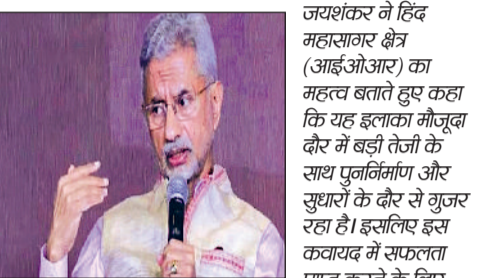 जयशंकर ने हिंद
महासागर क्षेत्र
(आईओआर) का
महत्व बताते हुए कहा
कि यह इलाका मौजूदा
दौर में बड़ी तेजी के
साथ पुनर्निर्माण और
सुधारों के दौर से गुजर
रहा है। इसलिए इस
कवायद में सफलता